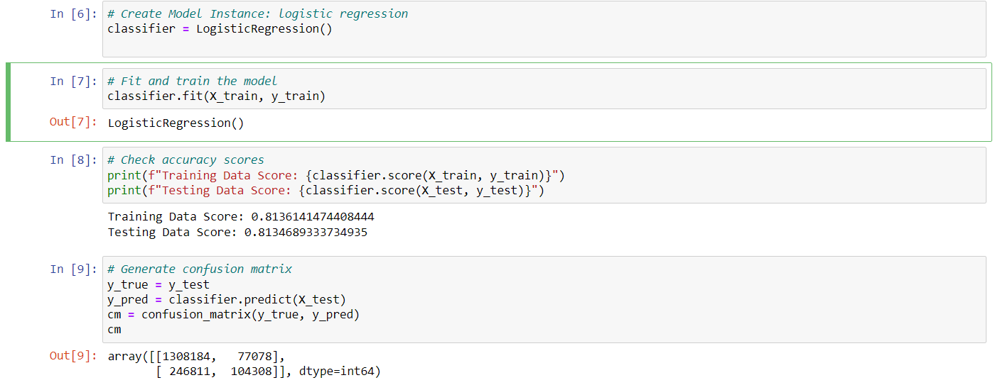 In [6]: # Create Model Instance: logistic regression
classifier = LogisticRegression()
In [7]: # Fit and train the model
classifier.fit(X_train, y_train)
Out[7]: LogisticRegression()
In [8]: # Check accuracy scores
print(f"Training Data Score: {classifier.score(X_train, y_train)}")
print(f"Testing Data Score: {classifier.score(X_test, y_test)}")
Training Data Score: 0.8136141474408444
Testing Data Score: 0.8134689333734935
In [9]: # Generate confusion matrix
y_true = y_test
y_pred = classifier.predict(X_test)
cm = confusion_matrix(y_true, y_pred)
cm
Out[9]: array([[1308184, 77078],
[ 246811, 104308]], dtype=int64)